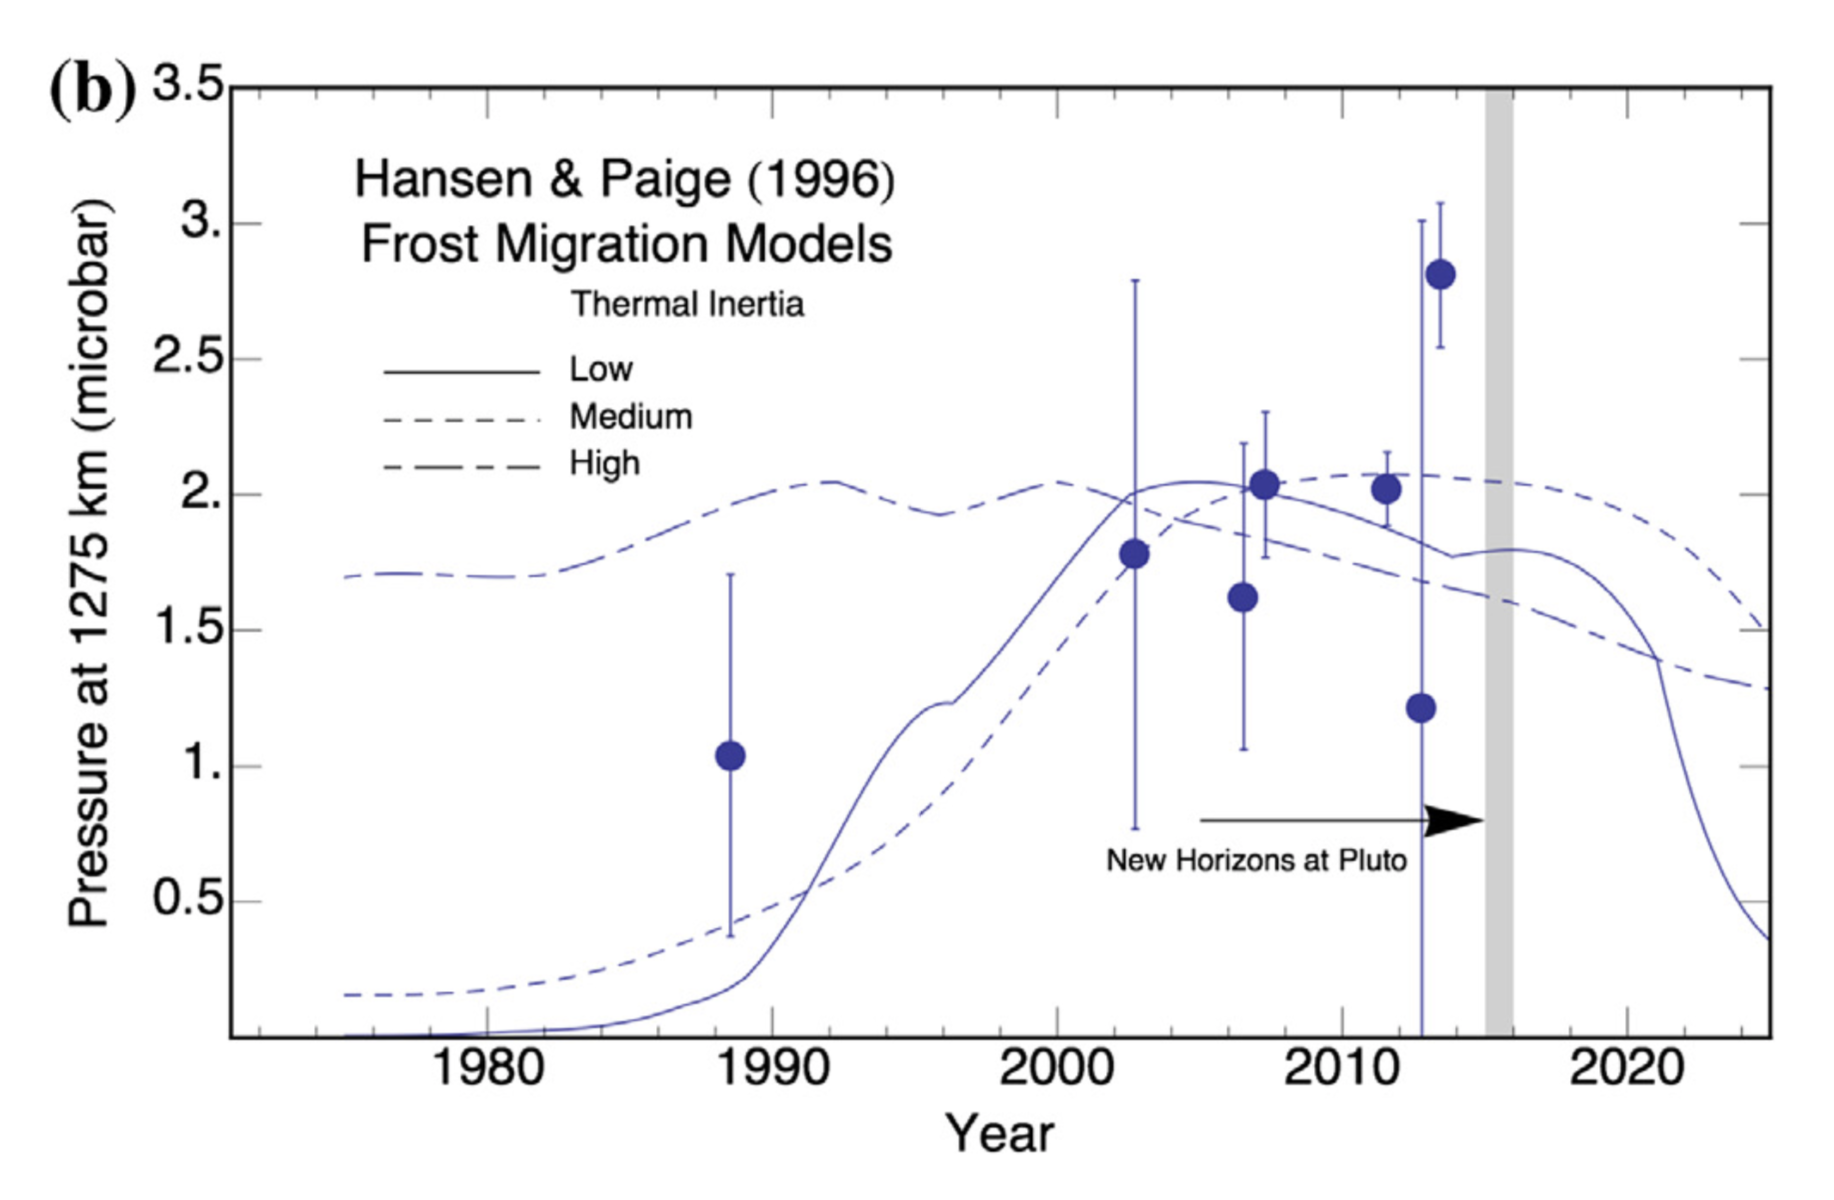 (b)
3.5
3.
2.5
2.
1.5
1.
0.5
Pressure at 1275 km (microbar)
Hansen & Paige (1996)
Frost Migration Models
Thermal Inertia
Low
Medium
High
New Horizons at Pluto
1980 1990 2000 2010 2020
Year